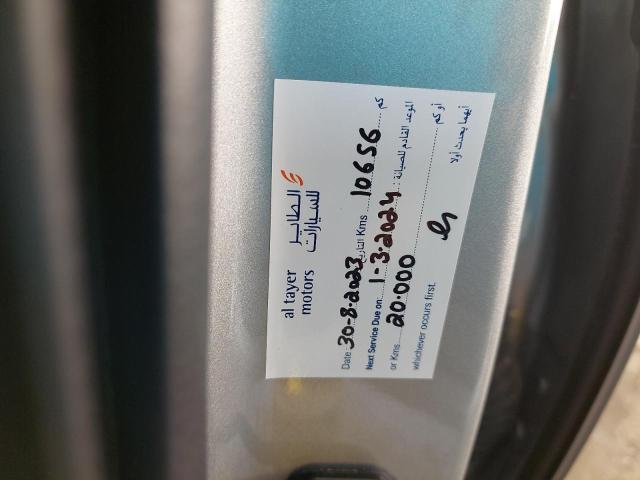 al tayer الطاير
motors للسيارات
Date 30-8-2023 التاريخ Kms 10656 كم
Next Service Due on: 1-3-2024 الموعد القادم للصيانة:
or Kms 20.000 أو كم
whichever occurs first. أيهما يحدث أولا